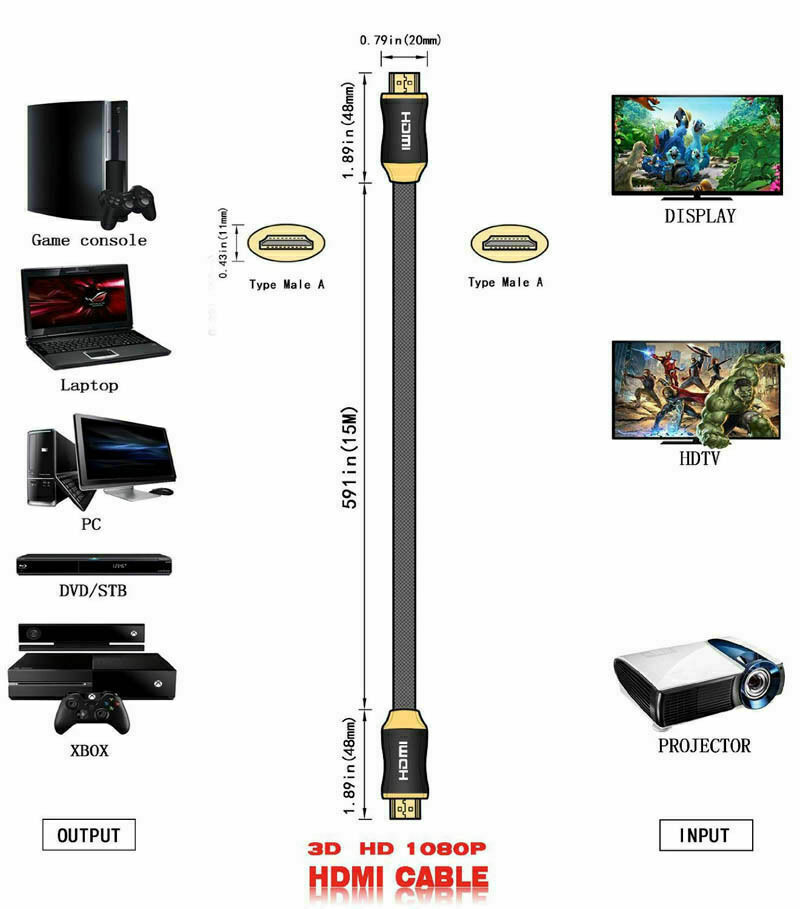 0.79in(20mm)
1.89in(48mm)
HDMI
Game console
0.43in(11mm)
Type Male A
Type Male A
DISPLAY
Laptop
591in(15M)
HDTV
PC
DVD/STB
XBOX
PROJECTOR
1.89in(48mm)
HDMI
OUTPUT
INPUT
3D HD 1080P
HDMI CABLE